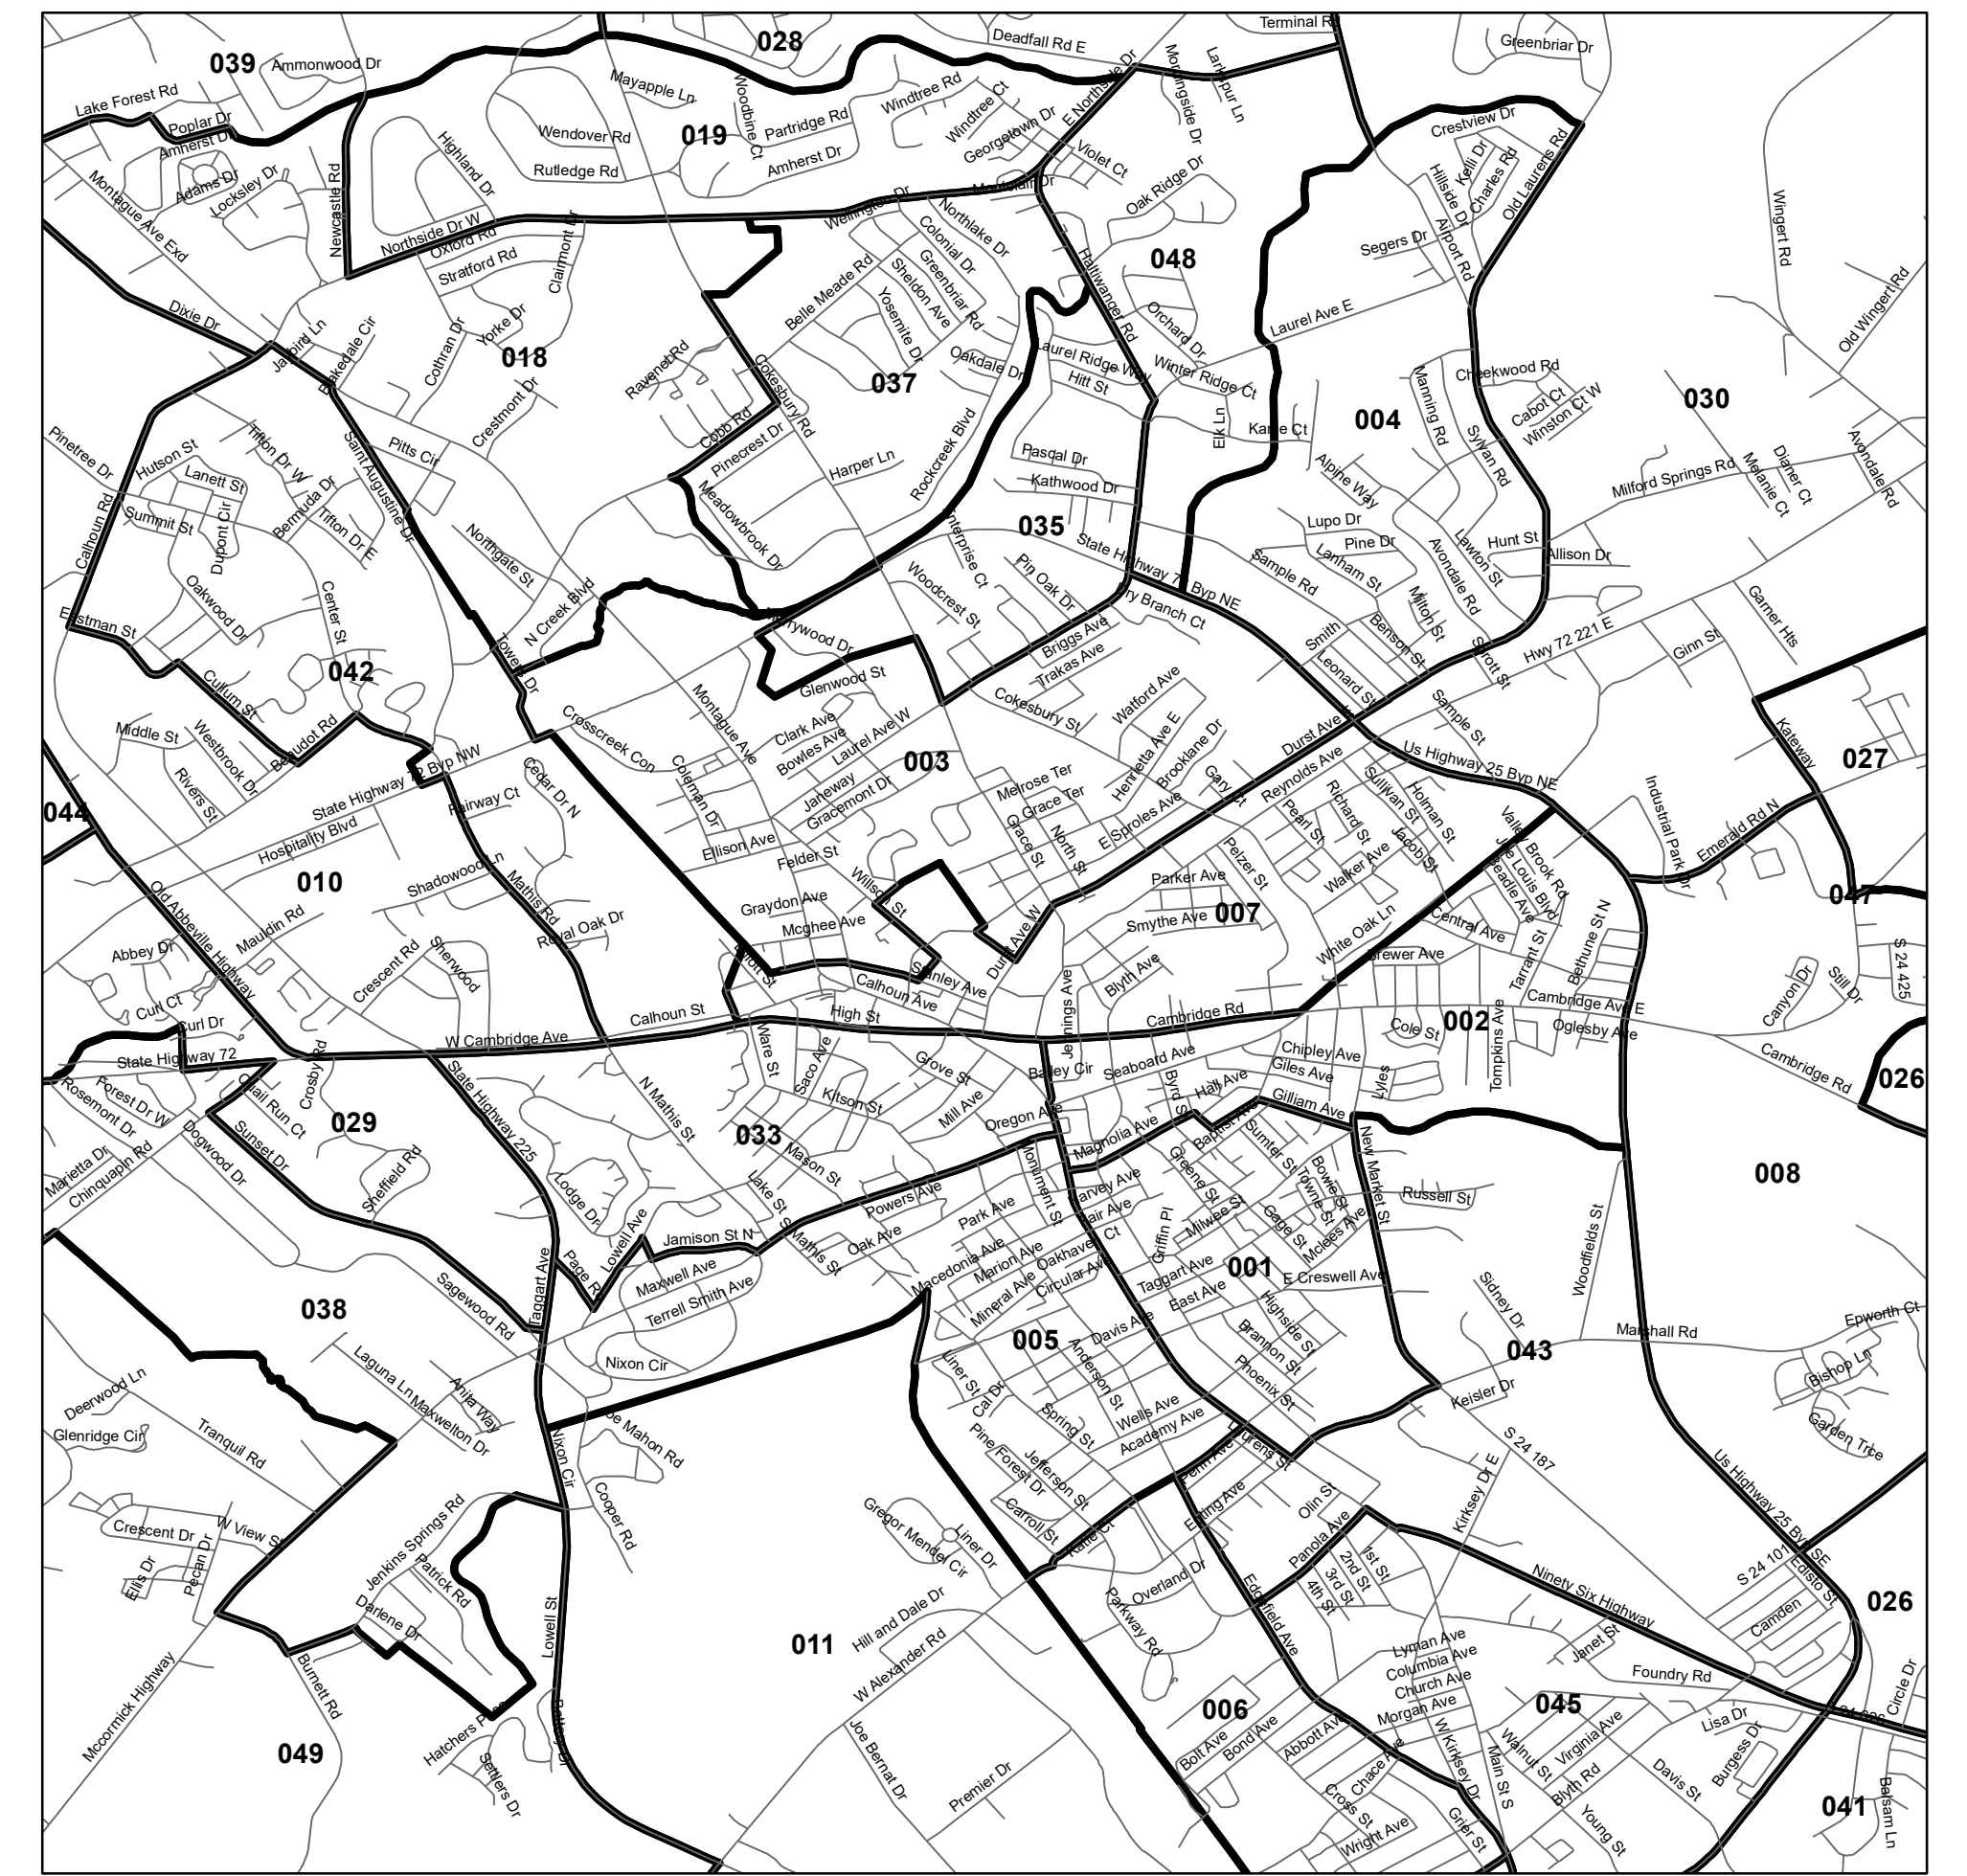 028
Terminal Rd
Deadfall Rd E
Greenbriar Dr
039
Ammonwood Dr
Mayapple Ln
Woodbine Ct
Windtree Rd
Morningside Dr
Larkspur Ln
E Northside Dr
Lake Forest Rd
Poplar Dr
Amherst Dr
Wendover Rd
019
Partridge Rd
Windtree Ct
Georgetown Dr
Crestview Dr
Kelli Dr
Charles Rd
Hillside Dr
Old Laurens Rd
Highland Dr
Rutledge Rd
Amherst Dr
Violet Ct
Montclair Dr
Oak Ridge Dr
Adams Dr
Locksley Dr
Montague Ave Exd
Newcastle Rd
Northside Dr W
Oxford Rd
Stratford Rd
Clairmont Dr
Wellington Dr
Northlake Dr
Colonial Dr
Greenbriar Rd
Sheldon Ave
Yosemite Dr
Belle Meade Rd
Haltiwanger Rd
048
Segers Dr
Airport Rd
Wingert Rd
Old Wingert Rd
Dixie Dr
Jaybird Ln
Blakedale Cir
Cothran Dr
Yorke Dr
018
Crestmont Dr
Ravenel Rd
Cokesbury Rd
037
Oakdale Dr
Laurel Ridge Way
Hitt St
Orchard Dr
Winter Ridge Ct
Laurel Ave E
Elk Ln
Karie Ct
004
Manning Rd
Cheekwood Rd
Cabot Ct
Winston Ct W
030
Sylvan Rd
Pinetree Dr
Hutson St
Lanett St
Tifton Dr W
Saint Augustine Dr
Pitts Cir
Cobb Rd
Pinecrest Dr
Harper Ln
Rockcreek Blvd
Pasqal Dr
Kathwood Dr
Alpine Way
Milford Springs Rd
Melanie Ct
Dianer Ct
Avondale Rd
Calhoun Rd
Summit St
Dupont Cir
Bermuda Dr
Tifton Dr E
Meadowbrook Dr
Enterprise Ct
035
Lupo Dr
Pine Dr
Lanham St
Lawton St
Hunt St
Allison Dr
Northgate St
N Creek Blvd
Woodcrest St
Pin Oak Dr
Sample Rd
Avondale Rd
Milton St
Garner Hts
Eastman St
Oakwood Dr
Center St
Briggs Ave
Trakas Ave
Smith
Benson St
Leonard St
Strott St
Hwy 72 221 E
Ginn St
042
Towers Dr
Glenwood St
Cokesbury St
Watford Ave
Sample St
Cullum St
Beaudot Rd
Middle St
Westbrook Dr
Rivers St
Crosscreek Con
Montague Ave
Clark Ave
Bowles Ave
Laurel Ave W
003
Henrietta Ave E
Brooklane Dr
Reynolds Ave
Us Highway 25 Byp NE
Kateway
027
044
Hospitality Blvd
Fairway Ct
Cedar Dr N
Coleman Dr
Janeway
Gracemont Dr
Melrose Ter
Grace Ter
Grace St
North St
E Sproles Ave
Gary Ct
Pearl St
Richard St
Sullivan St
Holman St
Jacob St
Walker Ave
Valley Brook Rd
Joe Louis Blvd
Beadle Ave
Industrial Park Dr
Emerald N
010
Shadowood Ln
Mathis Rd
Ellison Ave
Felder St
Willson St
Parker Ave
Pelzer St
Smythe Ave
007
White Oak Ln
Central Ave
Bethune St N
047
Old Abbeville Highway
Mauldin Rd
Royal Oak Dr
Graydon Ave
Mcghee Ave
Durst Ave W
Brewer Ave
Tarrant St
S 24 425
Abbey Dr
Crescent Rd
Sherwood
Stanley Ave
Blyth Ave
Canyon Dr
Still Dr
Curl Ct
Curl Dr
Calhoun St
Calhoun Ave
High St
Jennings Ave
Cambridge Rd
Cambridge Ave E
002
Oglesby Ave
Cole St
Tompkins Ave
State Highway 72
W Cambridge Ave
Crosby Rd
Ware St
Saco Ave
Grove St
Bailey Cir
Seaboard Ave
Chipley Ave
Giles Ave
Lyles
Cambridge Rd
026
Rosemont Dr
Forest Dr W
Quail Run Ct
029
State Highway 225
N Mathis St
Kitson St
Mill Ave
Oregon Ave
Byrd St
Hall Ave
Gilliam Ave
Marietta Dr
Chinquapin Rd
Dogwood Dr
Sunset Dr
Sheffield Rd
033
Mason St
Magnolia Ave
Baptist Ave
Sumter St
Bowie St
New Market St
008
Lodge Dr
Lake St
Powers Ave
Monument St
Harvey Ave
Greene St
Towne St
Russell St
Park Ave
Griffin Pl
Milwee St
Gage St
Mclees Ave
Woodfields St
Lowell Ave
Jamison St N
S Mathis St
Oak Ave
Macedonia Ave
Marion Ave
Oakhaven Ct
Mineral Ave
Circular Ave
Taggart Ave
001
E Creswell Ave
Sidney Dr
038
Sagewood Rd
Taggart Ave
Maxwell Ave
Terrell Smith Ave
Nixon Cir
005
Davis Ave
East Ave
Highside St
Brannon St
Phoenix St
Marshall Rd
Epworth Ct
043
Bishop Ln
Deerwood Ln
Laguna Ln
Anita Way
Maxwelton Dr
Liner St
Cal Dr
Anderson St
Wells Ave
Keisler Dr
Glenridge Cir
Tranquil Rd
Nixon Cir
Spring St
Academy Ave
Laurens St
S 24 187
Garden Trce
Cooper Rd
Pine Forest Dr
Jefferson St
Penn Ave
Carroll St
Kirksey Dr E
Us Highway 25 Byp SE
Crescent Dr
W View St
Jenkins Springs Rd
Gregor Mendel Cir
Liner Dr
Katie Ct
Olin St
Panola Ave
1st St
2nd St
3rd St
4th St
Ninety Six Highway
S 24 101
Edisto St
Ellis Dr
Pecan Dr
Patrick Rd
Darlene Dr
Overland Dr
Camden
026
Lowell St
011
Hill and Dale Dr
Parkway Rd
Edgefield Ave
Lyman Ave
Janet St
Mccormick Highway
Burnett Rd
W Alexander Rd
Columbia Ave
Church Ave
Foundry Rd
Circle Dr
006
Morgan Ave
045
Lisa Dr
049
Settlers Dr
Joe Bernat Dr
Premier Dr
Bolt Ave
Bond Ave
Abbott Ave
Chace Ave
W Kirksey Dr
Main St S
Walnut St
Virginia Ave
Blyth Rd
Davis St
Burgess Dr
Cross St
Wright Ave
Grier St
Young St
041
Balsam Ln